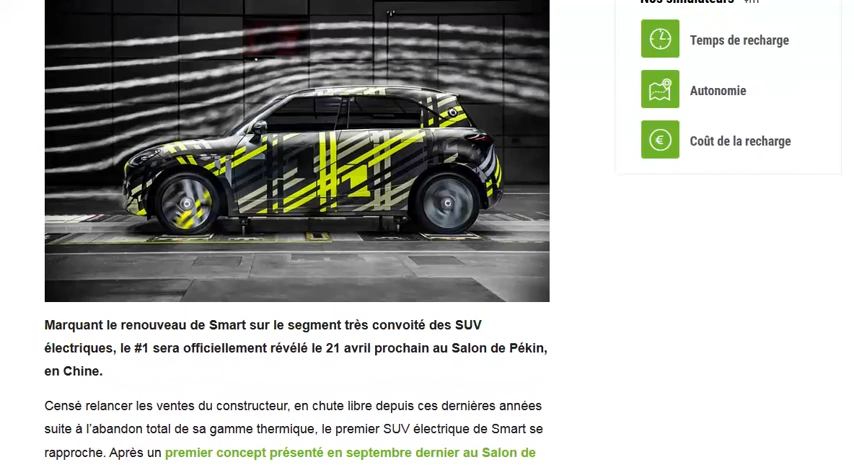 Temps de recharge
Autonomie
€
Coût de la recharge
Marquant le renouveau de Smart sur le segment très convoité des SUV
électriques, le #1 sera officiellement révélé le 21 avril prochain au Salon de Pékin,
en Chine.
Censé relancer les ventes du constructeur, en chute libre depuis ces dernières années
suite à l’abandon total de sa gamme thermique, le premier SUV électrique de Smart se
rapproche. Après un premier concept présenté en septembre dernier au Salon de